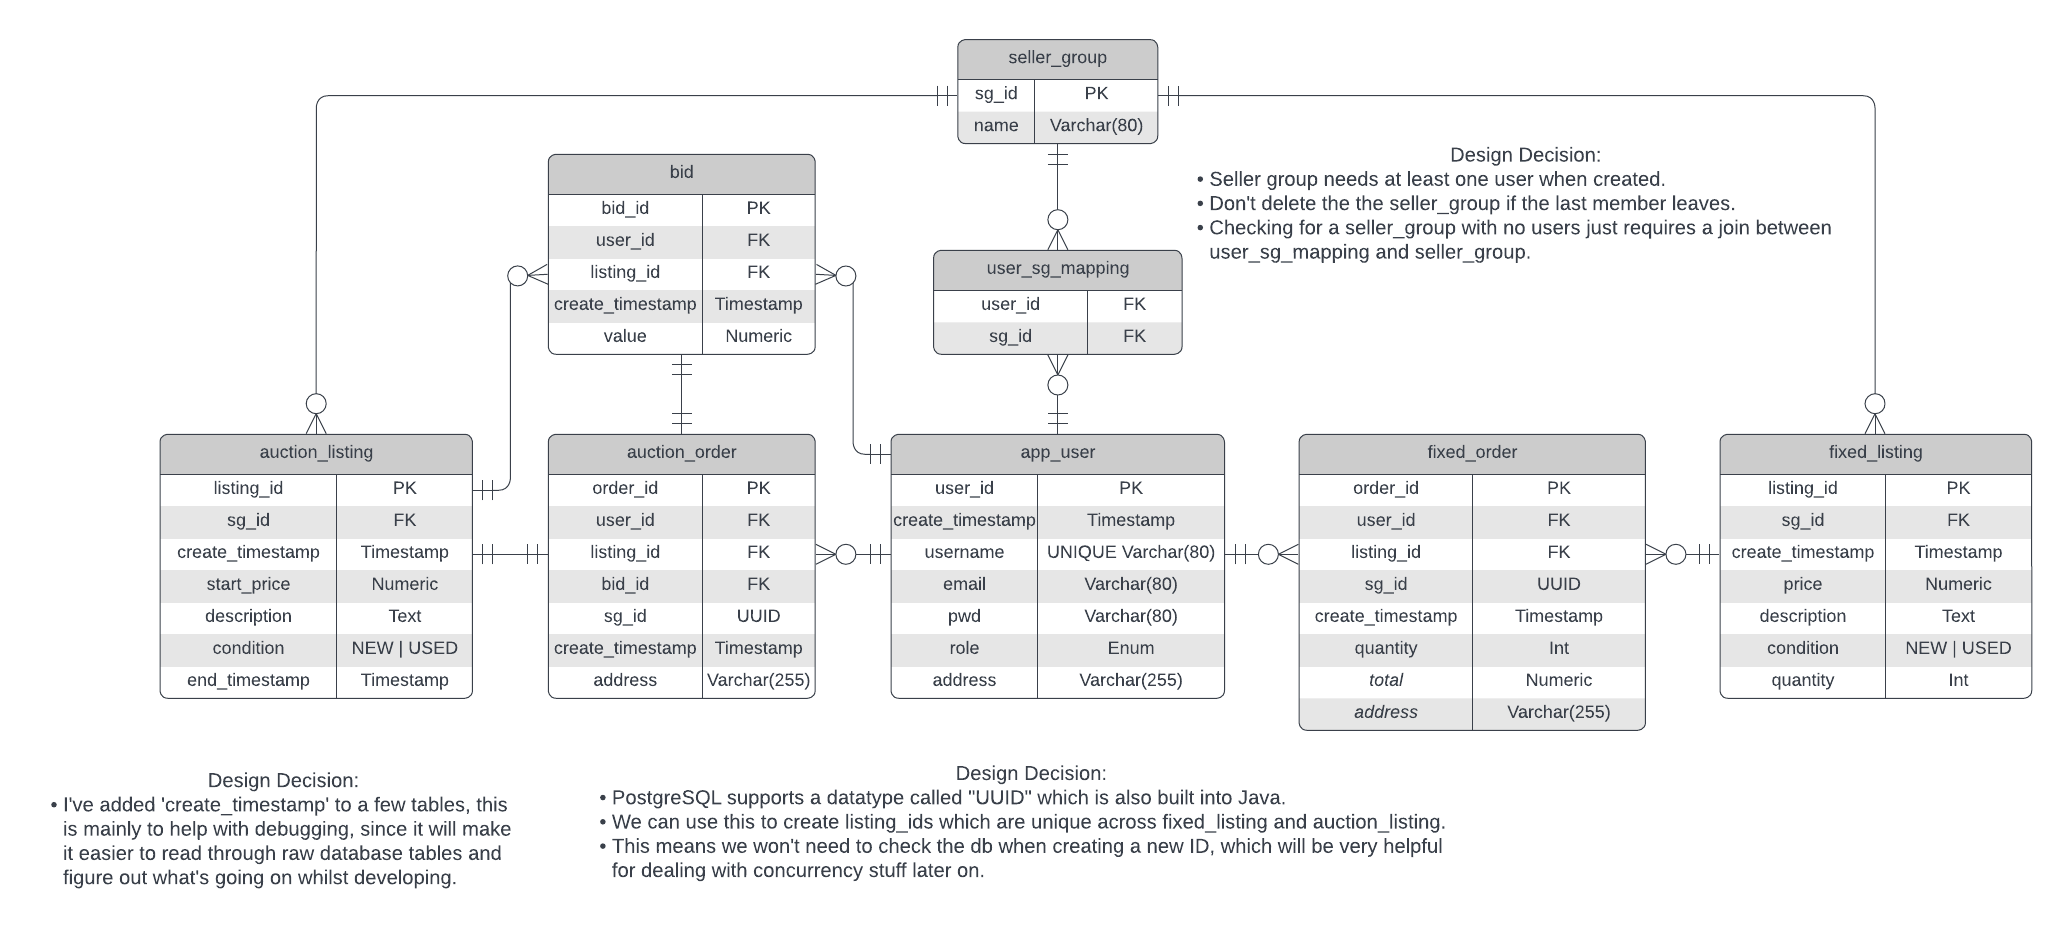 seller_group
sg_id PK
name Varchar(80)
Design Decision:
• Seller group needs at least one user when created.
• Don't delete the the seller_group if the last member leaves.
• Checking for a seller_group with no users just requires a join between
user_sg_mapping and seller_group.
bid
bid_id PK
user_id FK
listing_id FK
create_timestamp Timestamp
value Numeric
user_sg_mapping
user_id FK
sg_id FK
auction_listing
listing_id PK
sg_id FK
create_timestamp Timestamp
start_price Numeric
description Text
condition NEW | USED
end_timestamp Timestamp
auction_order
order_id PK
user_id FK
listing_id FK
bid_id FK
sg_id UUID
create_timestamp Timestamp
address Varchar(255)
app_user
user_id PK
create_timestamp Timestamp
username UNIQUE Varchar(80)
email Varchar(80)
pwd Varchar(80)
role Enum
address Varchar(255)
fixed_order
order_id PK
user_id FK
listing_id FK
sg_id UUID
create_timestamp Timestamp
quantity Int
total Numeric
address Varchar(255)
fixed_listing
listing_id PK
sg_id FK
create_timestamp Timestamp
price Numeric
description Text
condition NEW | USED
quantity Int
Design Decision:
• I've added 'create_timestamp' to a few tables, this
is mainly to help with debugging, since it will make
it easier to read through raw database tables and
figure out what's going on whilst developing.
Design Decision:
• PostgreSQL supports a datatype called "UUID" which is also built into Java.
• We can use this to create listing_ids which are unique across fixed_listing and auction_listing.
• This means we won't need to check the db when creating a new ID, which will be very helpful
for dealing with concurrency stuff later on.